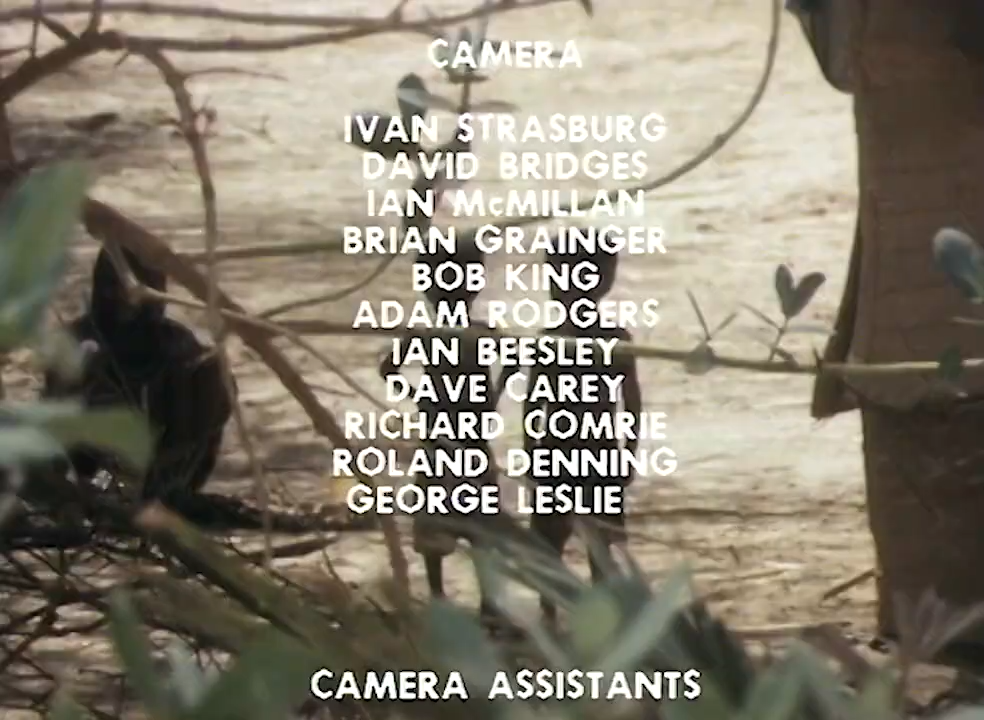 CAMERA
IVAN STRASBURG
DAVID BRIDGES
IAN McMILLAN
BRIAN GRAINGER
BOB KING
ADAM RODGERS
IAN BEESLEY
DAVE CAREY
RICHARD COMRIE
ROLAND DENNING
GEORGE LESLIE
CAMERA ASSISTANTS